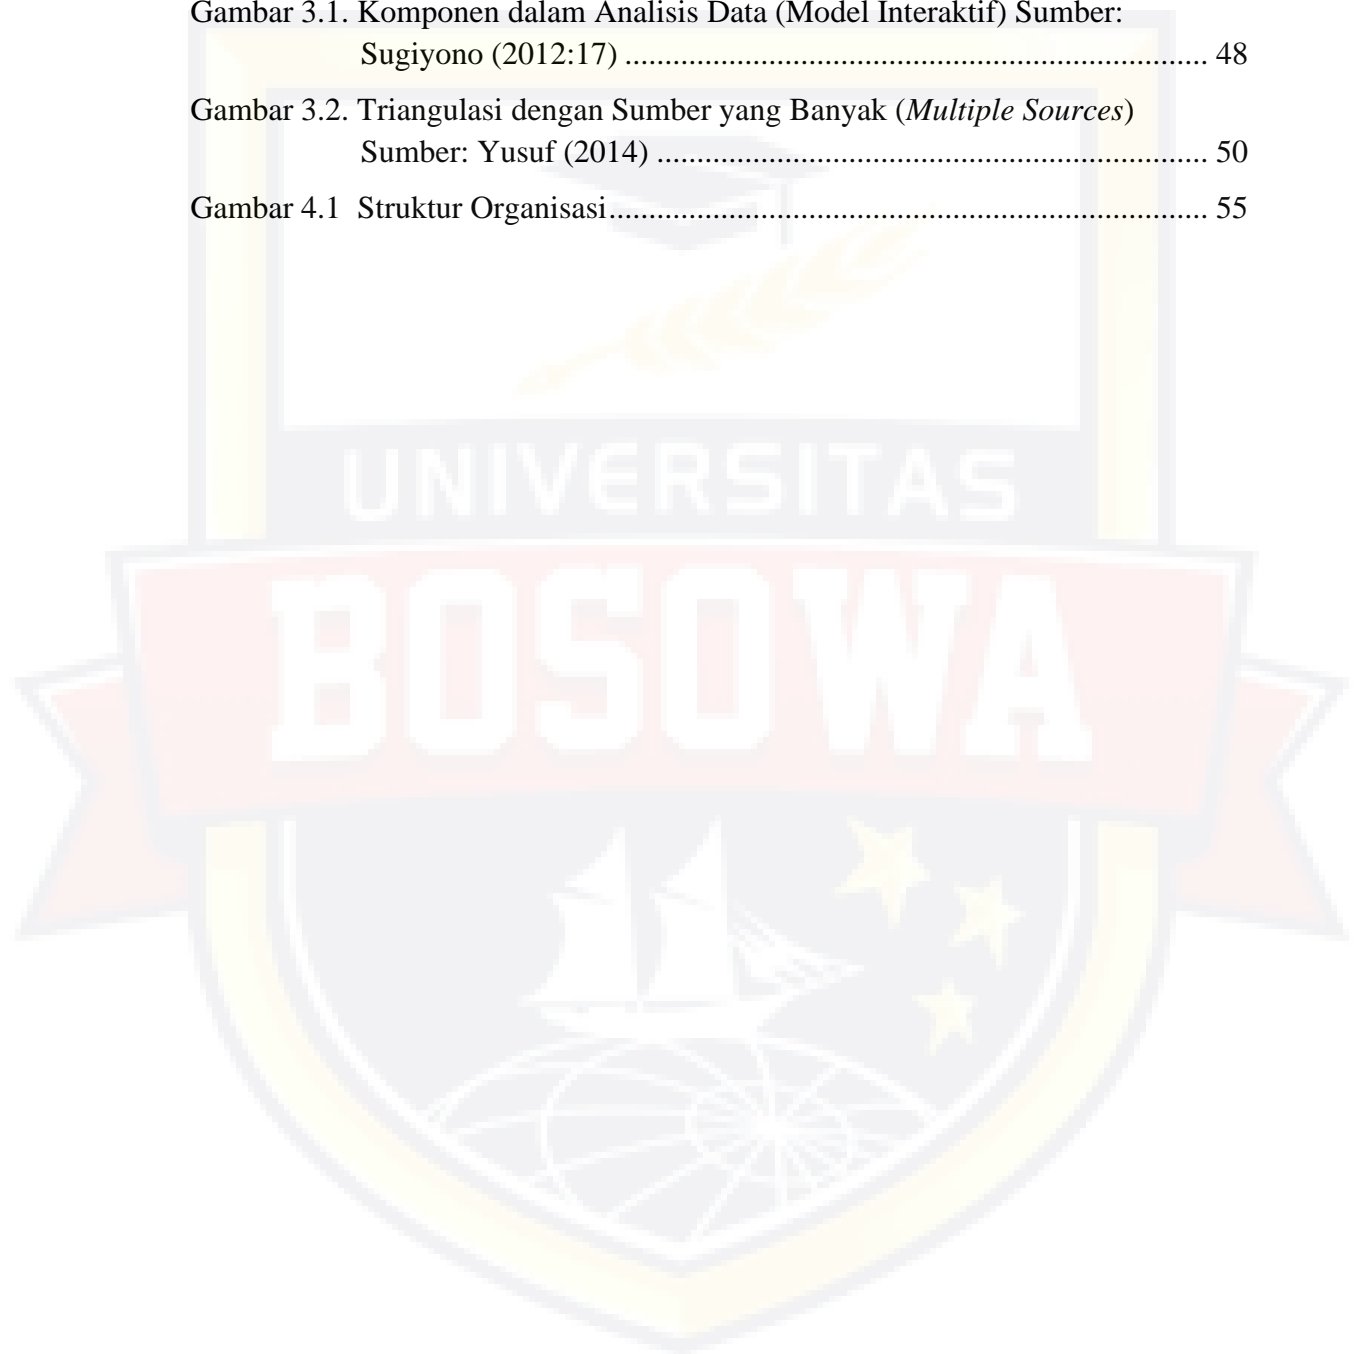 Gambar 3.1. Komponen dalam Analisis Data (Model Interaktif) Sumber:
Sugiyono (2012:17) ........................................................................ 48
Gambar 3.2. Triangulasi dengan Sumber yang Banyak (Multiple Sources)
Sumber: Yusuf (2014) .................................................................... 50
Gambar 4.1  Struktur Organisasi.......................................................................... 55
UNIVERSITAS
BOSOWA